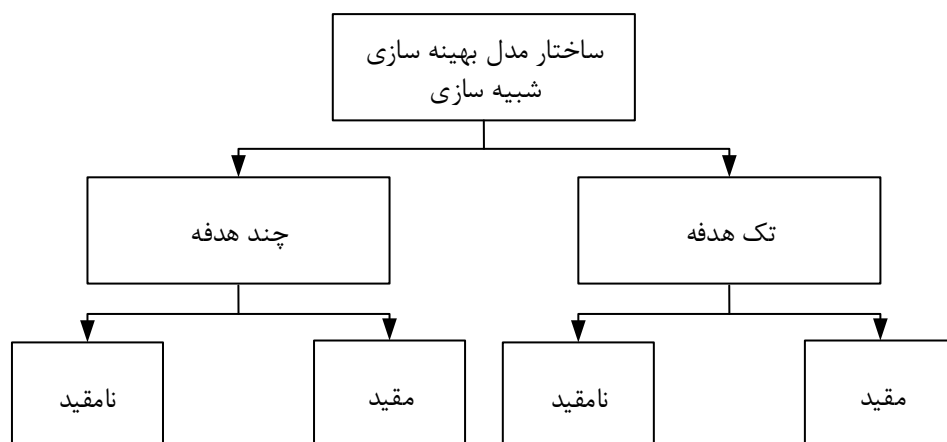 ساختار مدل بهینه سازی
شبیه سازی
تک هدفه
چند هدفه
مقید
نامقید
مقید
نامقید